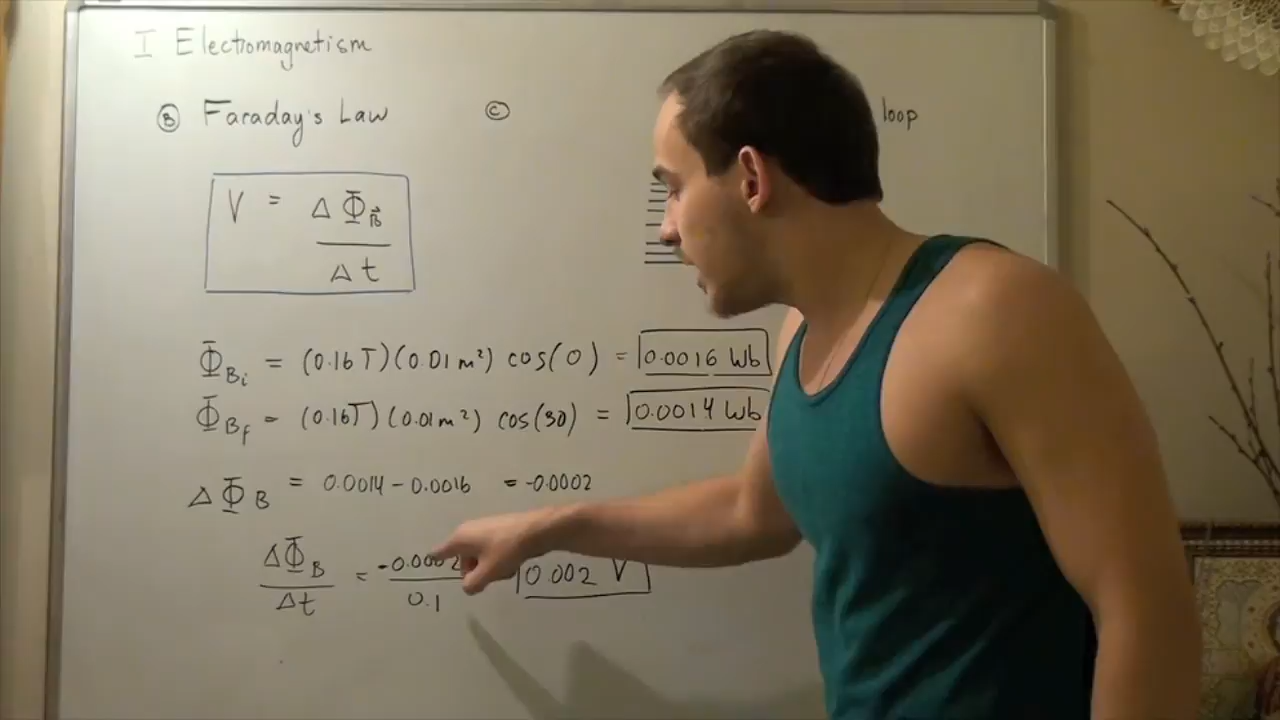 I Electromagnetism
Ⓑ Faraday's Law
Ⓒ
loop
V = ΔΦB⃗
Δt
ΦBi = (0.16T)(0.01m²) cos(0) = 0.0016 Wb
ΦBf = (0.16T)(0.01m²) cos(30) = 0.0014 Wb
ΔΦB = 0.0014 - 0.0016 = -0.0002
ΔΦB = -0.0002 0.002 V
Δt 0.1